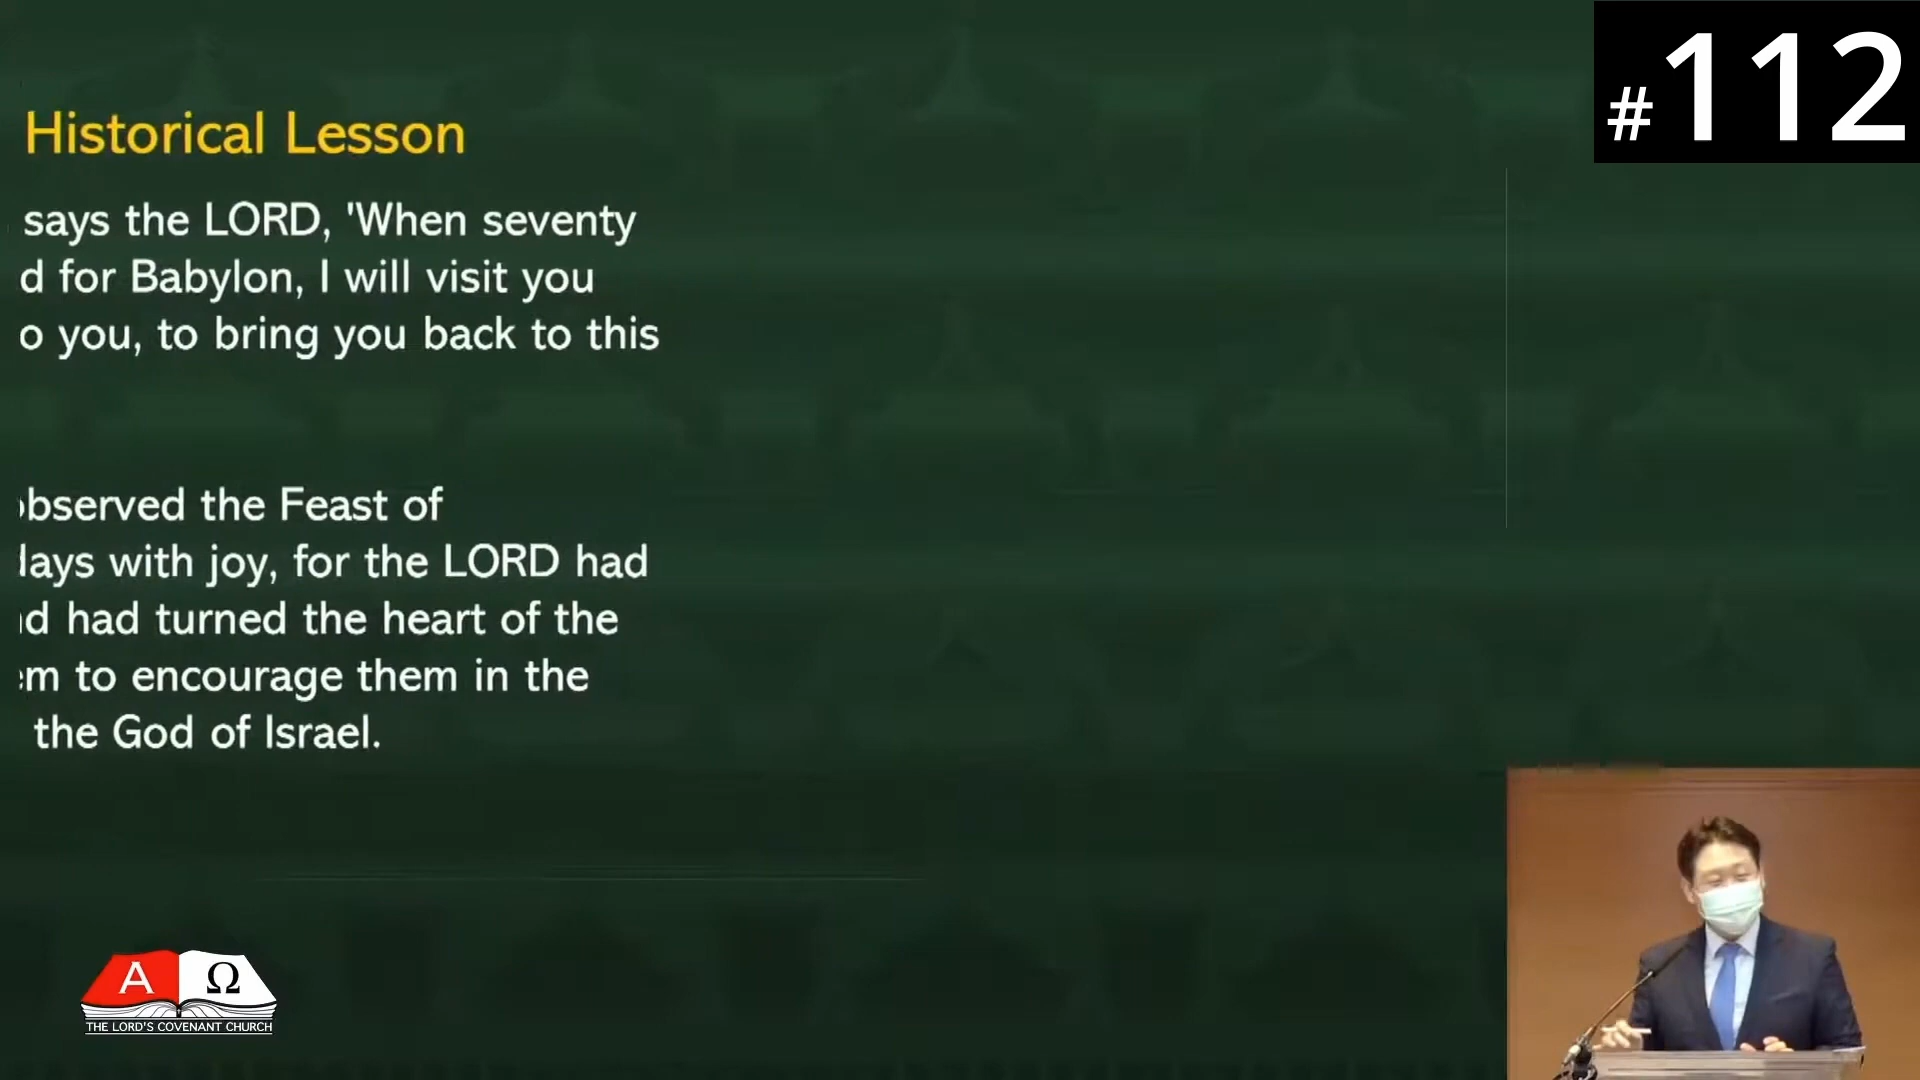 #112
Historical Lesson
says the LORD, 'When seventy
d for Babylon, I will visit you
o you, to bring you back to this
bserved the Feast of
lays with joy, for the LORD had
d had turned the heart of the
m to encourage them in the
the God of Israel.
A Ω
THE LORD'S COVENANT CHURCH